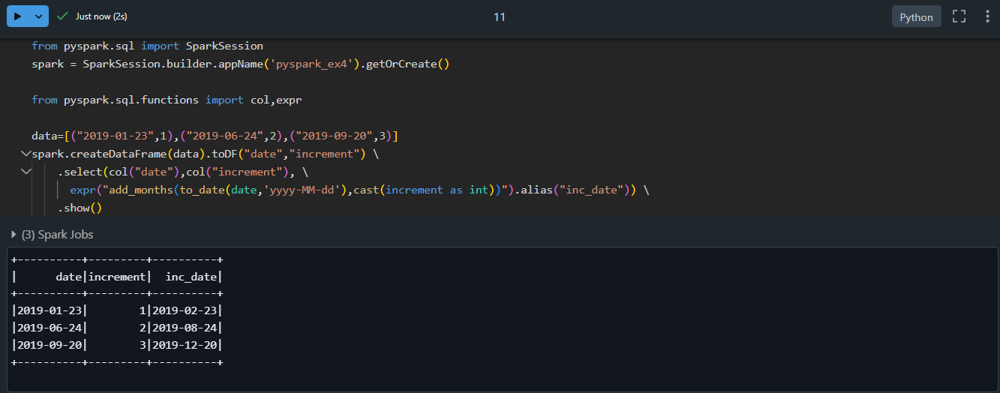 Just now (2s)
11
Python
from pyspark.sql import SparkSession
spark = SparkSession.builder.appName('pyspark_ex4').getOrCreate()
from pyspark.sql.functions import col,expr
data=[("2019-01-23",1),("2019-06-24",2),("2019-09-20",3)]
spark.createDataFrame(data).toDF("date","increment") \
.select(col("date"),col("increment"), \
expr("add_months(to_date(date,'yyyy-MM-dd'),cast(increment as int))").alias("inc_date")) \
.show()
(3) Spark Jobs
+----------+---------+----------+
|      date|increment|  inc_date|
+----------+---------+----------+
|2019-01-23|        1|2019-02-23|
|2019-06-24|        2|2019-08-24|
|2019-09-20|        3|2019-12-20|
+----------+---------+----------+